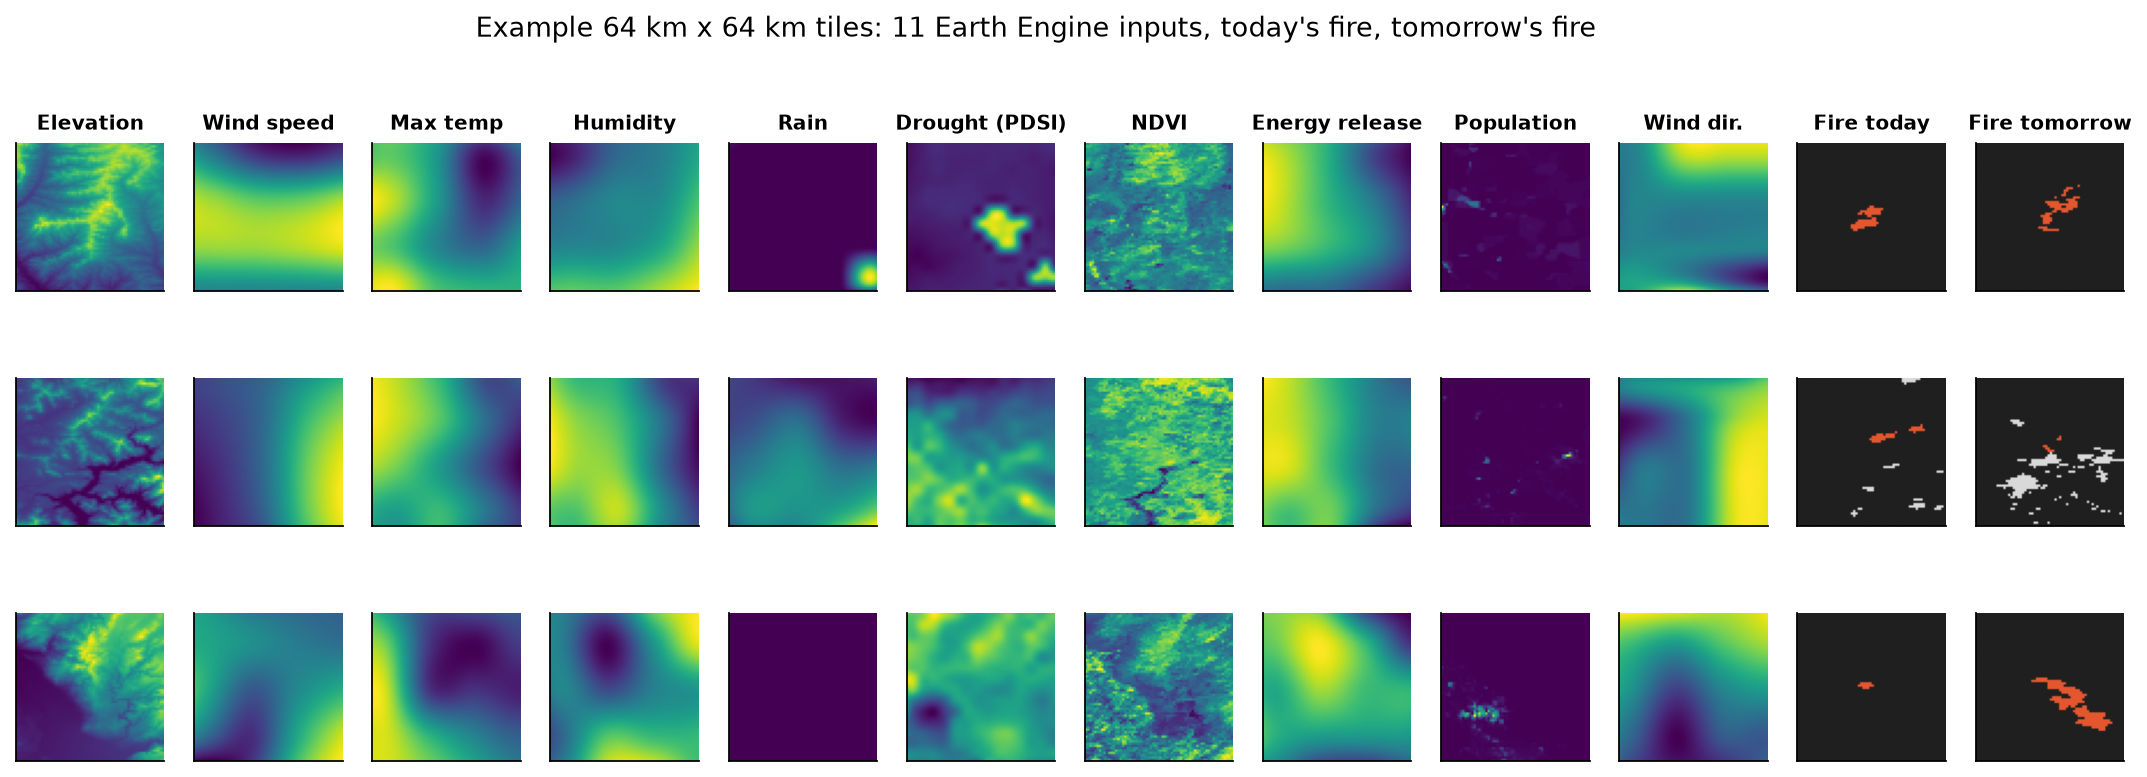 Example 64 km x 64 km tiles: 11 Earth Engine inputs, today's fire, tomorrow's fire
Elevation Wind speed Max temp Humidity Rain Drought (PDSI) NDVI Energy release Population Wind dir. Fire today Fire tomorrow